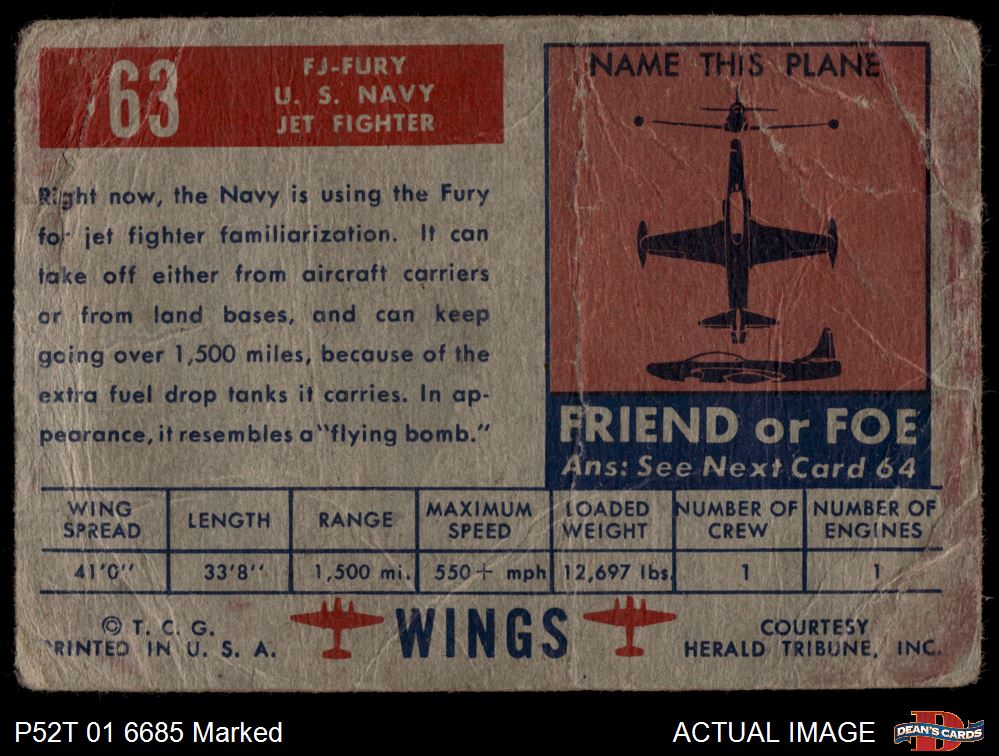 63
FJ-FURY
U. S. NAVY
JET FIGHTER
Right now, the Navy is using the Fury
for jet fighter familiarization. It can
take off either from aircraft carriers
or from land bases, and can keep
going over 1,500 miles, because of the
extra fuel drop tanks it carries. In ap-
pearance, it resembles a "flying bomb."
NAME THIS PLANE
FRIEND or FOE
Ans: See Next Card 64
WING SPREAD
LENGTH
RANGE
MAXIMUM SPEED
LOADED WEIGHT
NUMBER OF CREW
NUMBER OF ENGINES
41'0"
33'8"
1,500 mi.
550+ mph
12,697 lbs.
1
1
© T. C. G.
PRINTED IN U. S. A.
WINGS
COURTESY
HERALD TRIBUNE, INC.
P52T 01 6685 Marked
ACTUAL IMAGE
D
DEAN'S CARDS